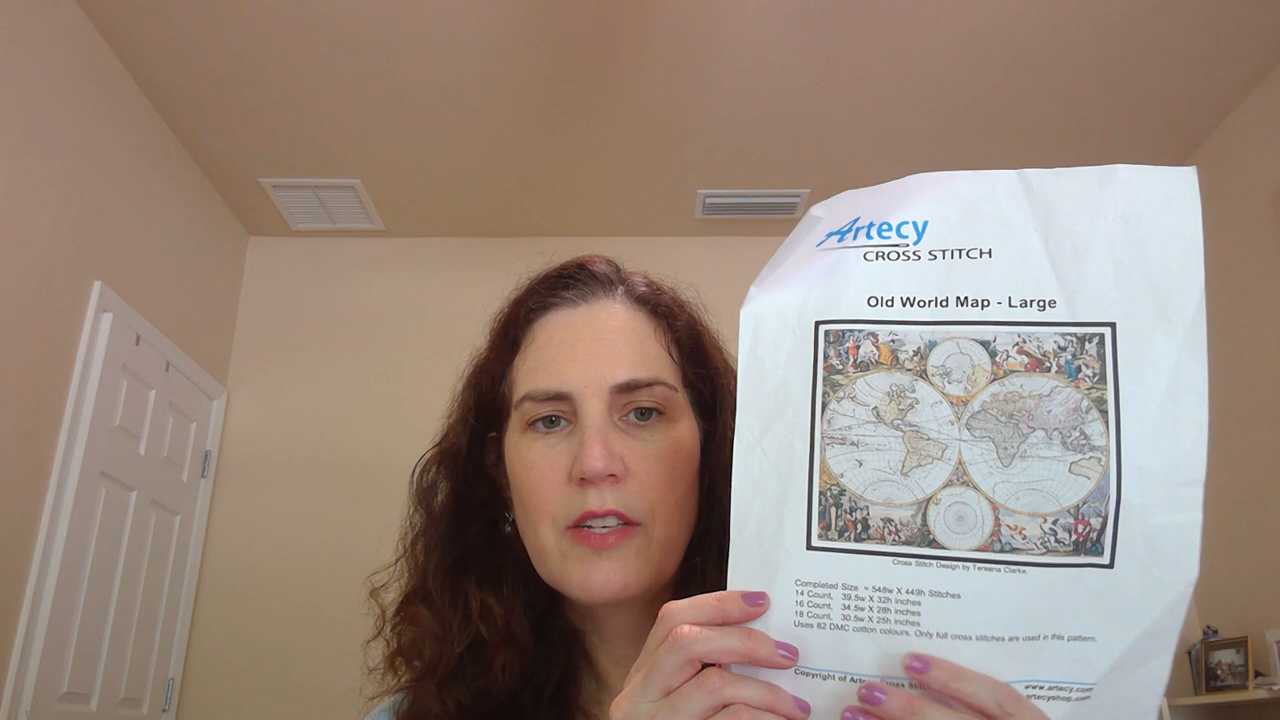 Artecy
CROSS STITCH
Old World Map - Large
Cross Stitch Design by Tereena Clarke.
Completed Size = 548w X 449h Stitches
14 Count, 39.5w X 32h inches
16 Count, 34.5w X 28h inches
18 Count, 30.5w X 25h inches
Uses 82 DMC cotton colours. Only full cross stitches are used in this pattern.
Copyright of Artecy Cross
www.artecy.com
artecyshop.com